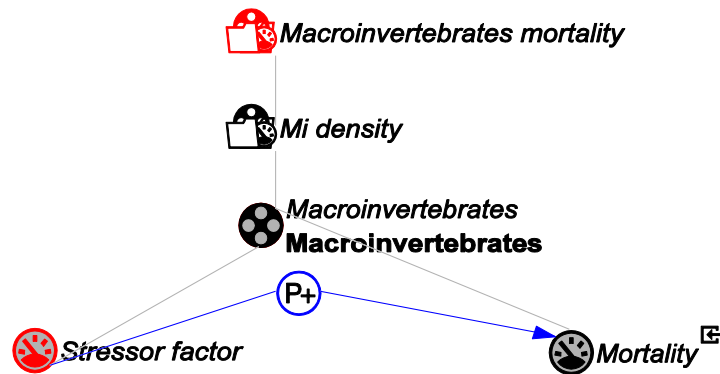 Macroinvertebrates mortality
Mi density
Macroinvertebrates
Macroinvertebrates
P+
Stressor factor
Mortality